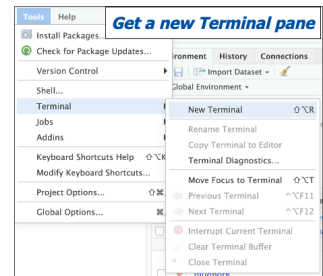 Tools Help
Get a new Terminal pane
Install Packages...
Check for Package Updates...
Version Control
Shell...
Terminal
Jobs
Addins
Keyboard Shortcuts Help ⇧⌥K
Modify Keyboard Shortcuts...
Project Options... ⇧⌘,
Global Options... ⌘,
ironment History Connections
Import Dataset
Global Environment
New Terminal ⇧⌥R
Rename Terminal
Copy Terminal to Editor
Terminal Diagnostics...
Move Focus to Terminal ⇧⌥T
Previous Terminal ^⌥F11
Next Terminal ^⌥F12
Interrupt Current Terminal
Clear Terminal Buffer
Close Terminal